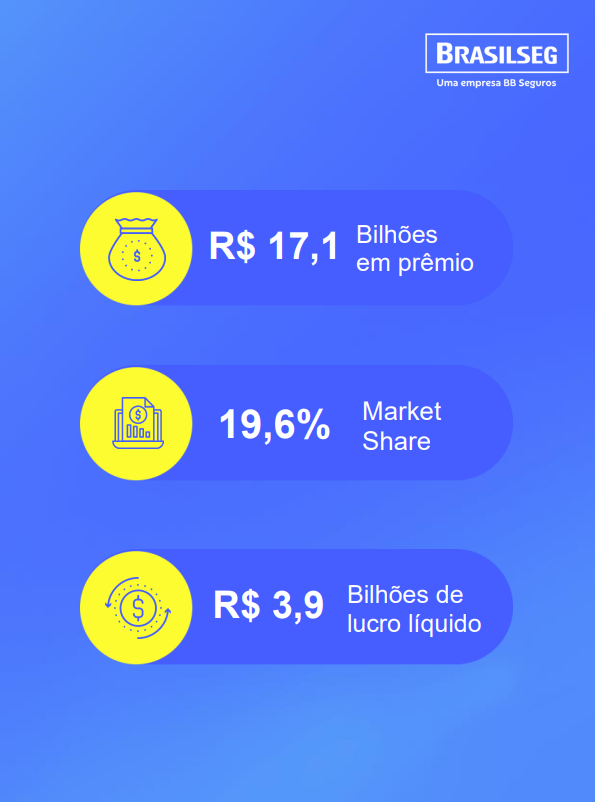 BRASILSEG
Uma empresa BB Seguros
R$ 17,1 Bilhões
em prêmio
19,6% Market
Share
R$ 3,9 Bilhões de
lucro líquido